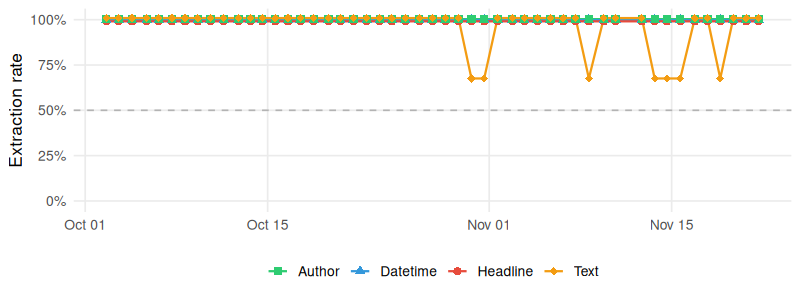 Extraction rate
100%
75%
50%
25%
0%
Oct 01 Oct 15 Nov 01 Nov 15
Author Datetime Headline Text